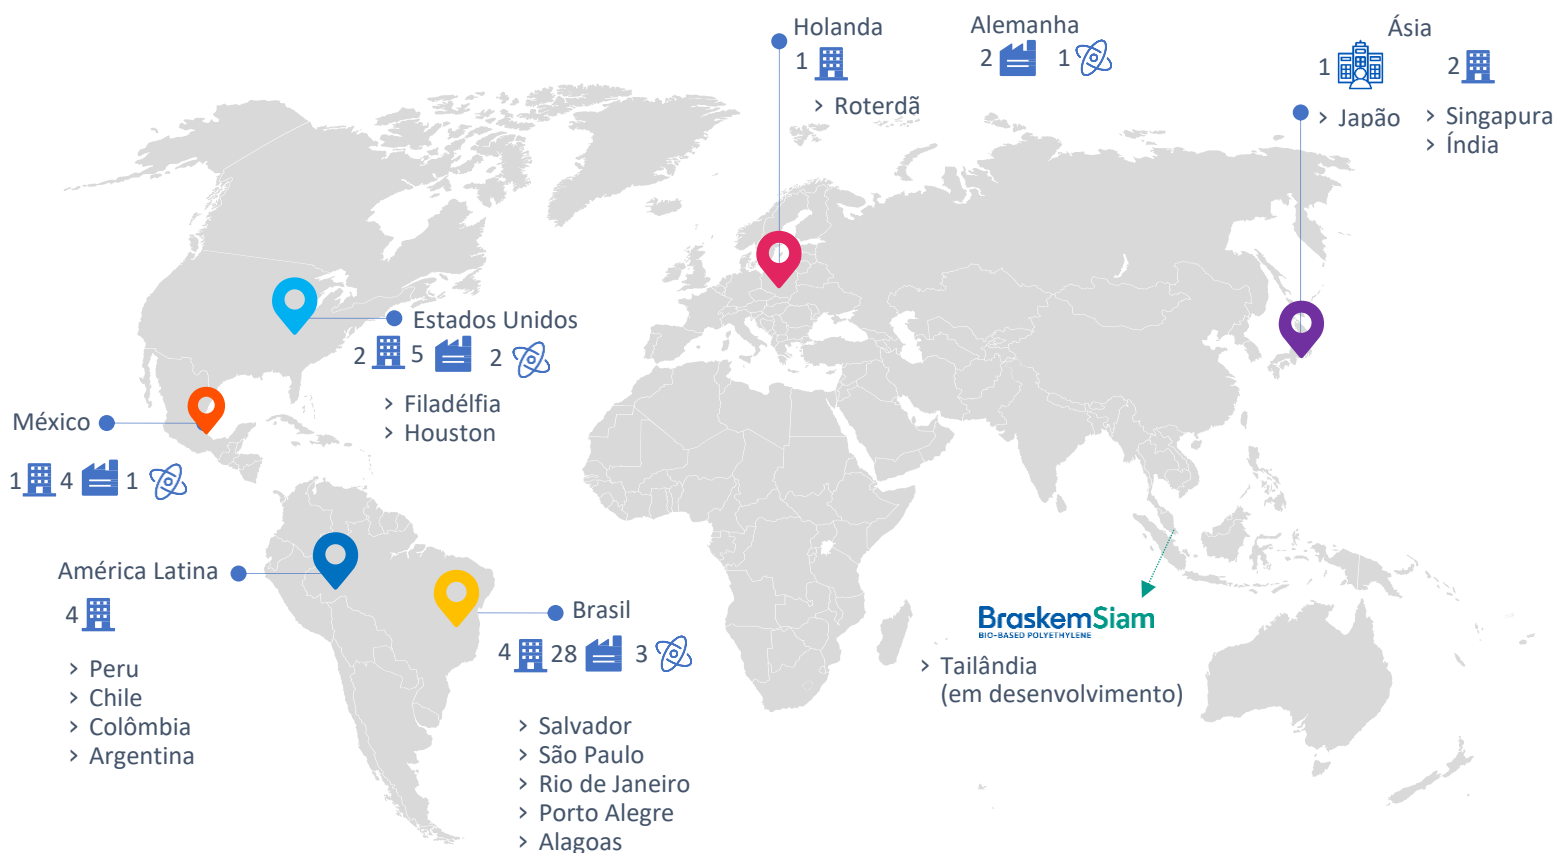 Holanda
1
> Roterdã
Alemanha
2 1
Ásia
1 2
> Japão
> Singapura
> Índia
Estados Unidos
2 5 2
> Filadélfia
> Houston
México
1 4 1
América Latina
4
> Peru
> Chile
> Colômbia
> Argentina
Brasil
4 28 3
> Salvador
> São Paulo
> Rio de Janeiro
> Porto Alegre
> Alagoas
BraskemSiam
BIO-BASED POLYETHYLENE
> Tailândia
(em desenvolvimento)